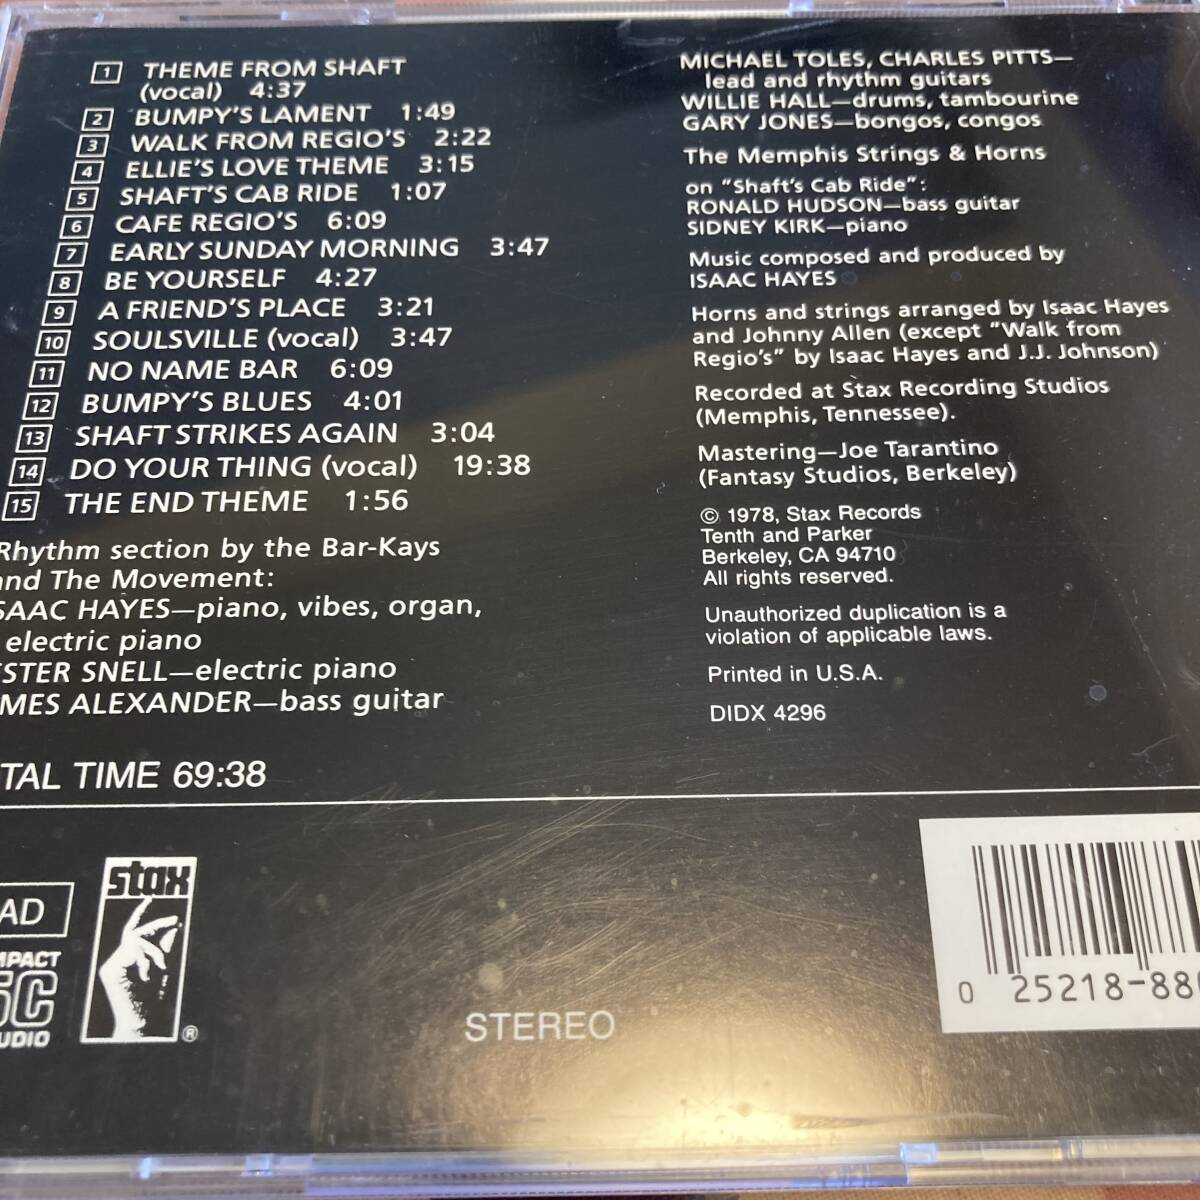 1 THEME FROM SHAFT
(vocal) 4:37
2 BUMPY'S LAMENT 1:49
3 WALK FROM REGIO'S 2:22
4 ELLIE'S LOVE THEME 3:15
5 SHAFT'S CAB RIDE 1:07
6 CAFE REGIO'S 6:09
7 EARLY SUNDAY MORNING 3:47
8 BE YOURSELF 4:27
9 A FRIEND'S PLACE 3:21
10 SOULSVILLE (vocal) 3:47
11 NO NAME BAR 6:09
12 BUMPY'S BLUES 4:01
13 SHAFT STRIKES AGAIN 3:04
14 DO YOUR THING (vocal) 19:38
15 THE END THEME 1:56
Rhythm section by the Bar-Kays
and The Movement:
SAAC HAYES—piano, vibes, organ,
electric piano
ESTER SNELL—electric piano
MES ALEXANDER—bass guitar
TAL TIME 69:38
MICHAEL TOLES, CHARLES PITTS—
lead and rhythm guitars
WILLIE HALL—drums, tambourine
GARY JONES—bongos, congos
The Memphis Strings & Horns
on "Shaft's Cab Ride":
RONALD HUDSON—bass guitar
SIDNEY KIRK—piano
Music composed and produced by
ISAAC HAYES
Horns and strings arranged by Isaac Hayes
and Johnny Allen (except "Walk from
Regio's" by Isaac Hayes and J.J. Johnson)
Recorded at Stax Recording Studios
(Memphis, Tennessee).
Mastering—Joe Tarantino
(Fantasy Studios, Berkeley)
© 1978, Stax Records
Tenth and Parker
Berkeley, CA 94710
All rights reserved.
Unauthorized duplication is a
violation of applicable laws.
Printed in U.S.A.
DIDX 4296
AD
MPACT
SC
UDIO
stax
®
STEREO
0 25218-88